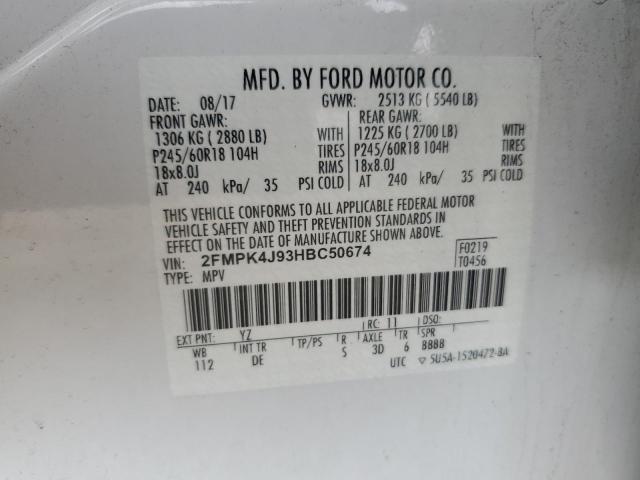 MFD. BY FORD MOTOR CO.
DATE: 08/17 GVWR: 2513 KG ( 5540 LB)
FRONT GAWR: REAR GAWR:
1306 KG ( 2880 LB) WITH 1225 KG ( 2700 LB) WITH
P245/60R18 104H TIRES P245/60R18 104H TIRES
18x8.0J RIMS 18x8.0J RIMS
AT 240 kPa/ 35 PSI COLD AT 240 kPa/ 35 PSI COLD
THIS VEHICLE CONFORMS TO ALL APPLICABLE FEDERAL MOTOR
VEHICLE SAFETY AND THEFT PREVENTION STANDARDS IN
EFFECT ON THE DATE OF MANUFACTURE SHOWN ABOVE.
VIN: 2FMPK4J93HBC50674 F0219
TYPE: MPV T0456
EXT PNT: YZ RC: 11 DSO:
WB INT TR TP/PS R AXLE TR SPR
112 DE S 3D 6 8888
UTC ▽ 5U5A-1520472-BA